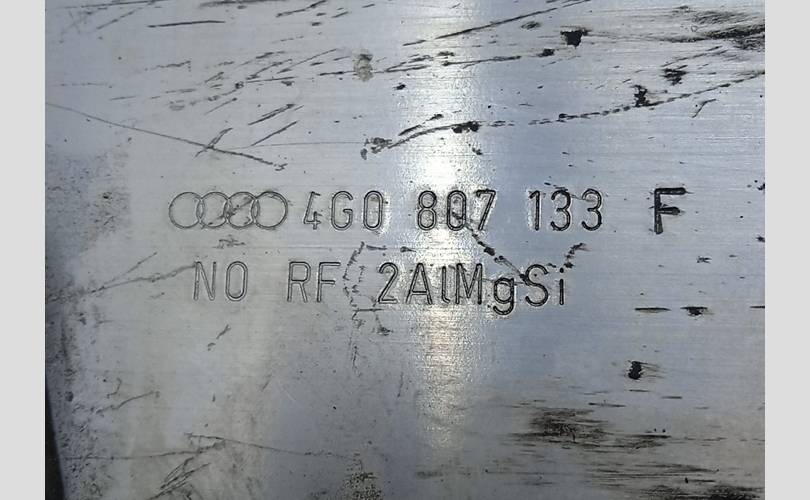 4G0 807 133 F
NO RF 2AlMgSi